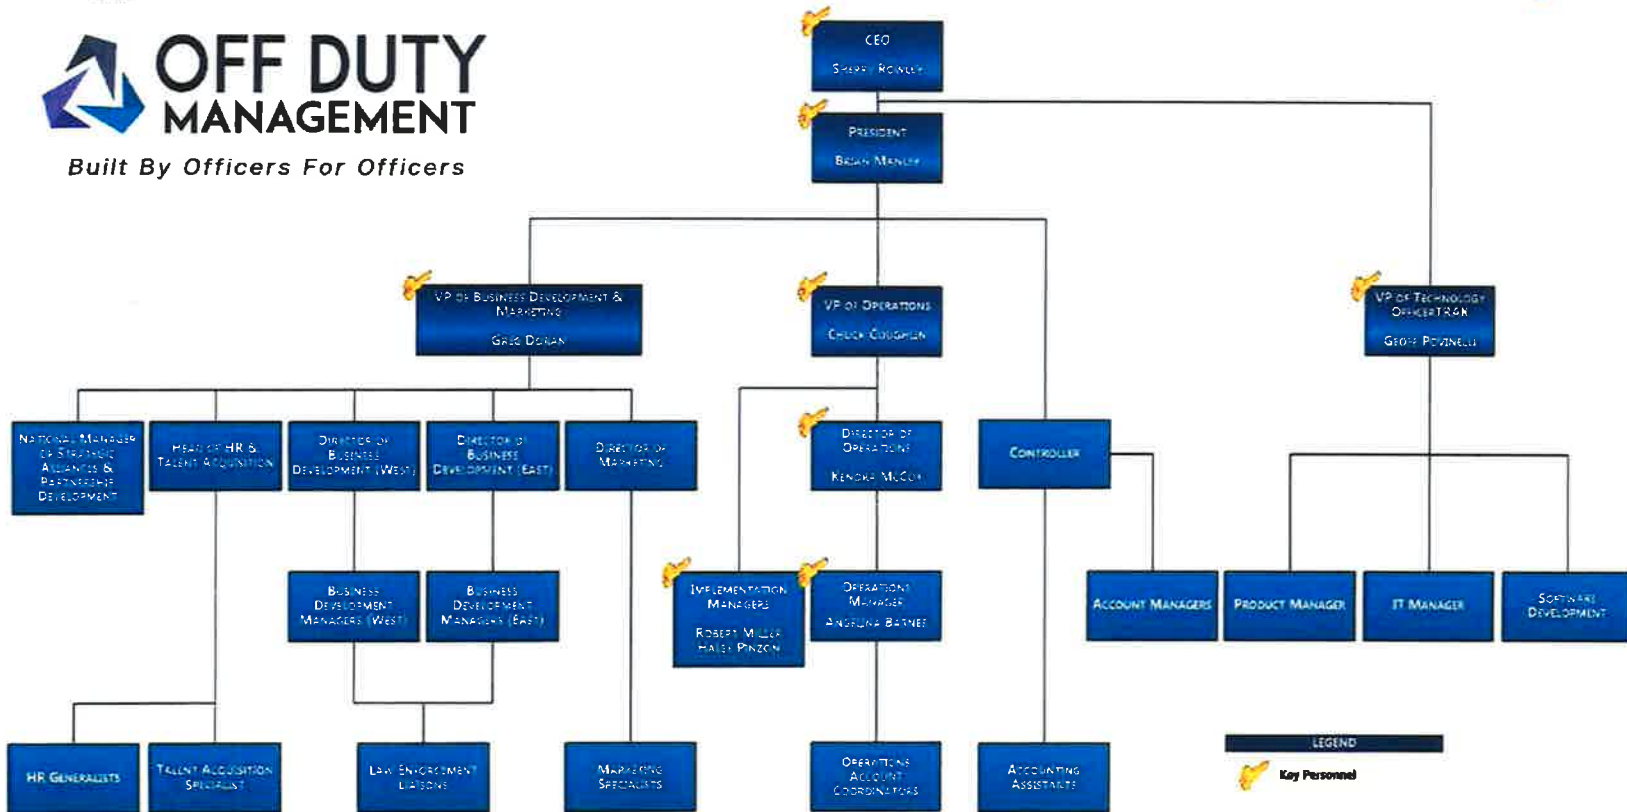 OFF DUTY
MANAGEMENT
Built By Officers For Officers
CEO
SHERRY ROWLEY
PRESIDENT
BRIAN MANLEY
VP OF BUSINESS DEVELOPMENT &
MARKETING
GREG DORAN
VP OF OPERATIONS
CHUCK COUGHLIN
VP OF TECHNOLOGY
OFFICERTRAK
GEOFF POVINELLI
NATIONAL MANAGER
OF STRATEGIC
ALLIANCES &
PARTNERSHIP
DEVELOPMENT
HEAD OF HR &
TALENT ACQUISITION
DIRECTOR OF
BUSINESS
DEVELOPMENT (WEST)
DIRECTOR OF
BUSINESS
DEVELOPMENT (EAST)
DIRECTOR OF
MARKETING
DIRECTOR OF
OPERATIONS
KENDRA MCCOY
CONTROLLER
BUSINESS
DEVELOPMENT
MANAGERS (WEST)
BUSINESS
DEVELOPMENT
MANAGERS (EAST)
IMPLEMENTATION
MANAGERS
ROBERT MILLER
PINZON
OPERATIONS
MANAGER
ANGELINA
ACCOUNT MANAGERS
PRODUCT MANAGER
IT MANAGER
SOFTWARE
DEVELOPMENT
HR GENERALISTS
TALENT ACQUISITION
SPECIALIST
LAW ENFORCEMENT
LIAISONS
MARKETING
SPECIALISTS
OPERATIONS
ACCOUNT
COORDINATORS
ACCOUNTING
ASSISTANTS
LEGEND
Key Personnel